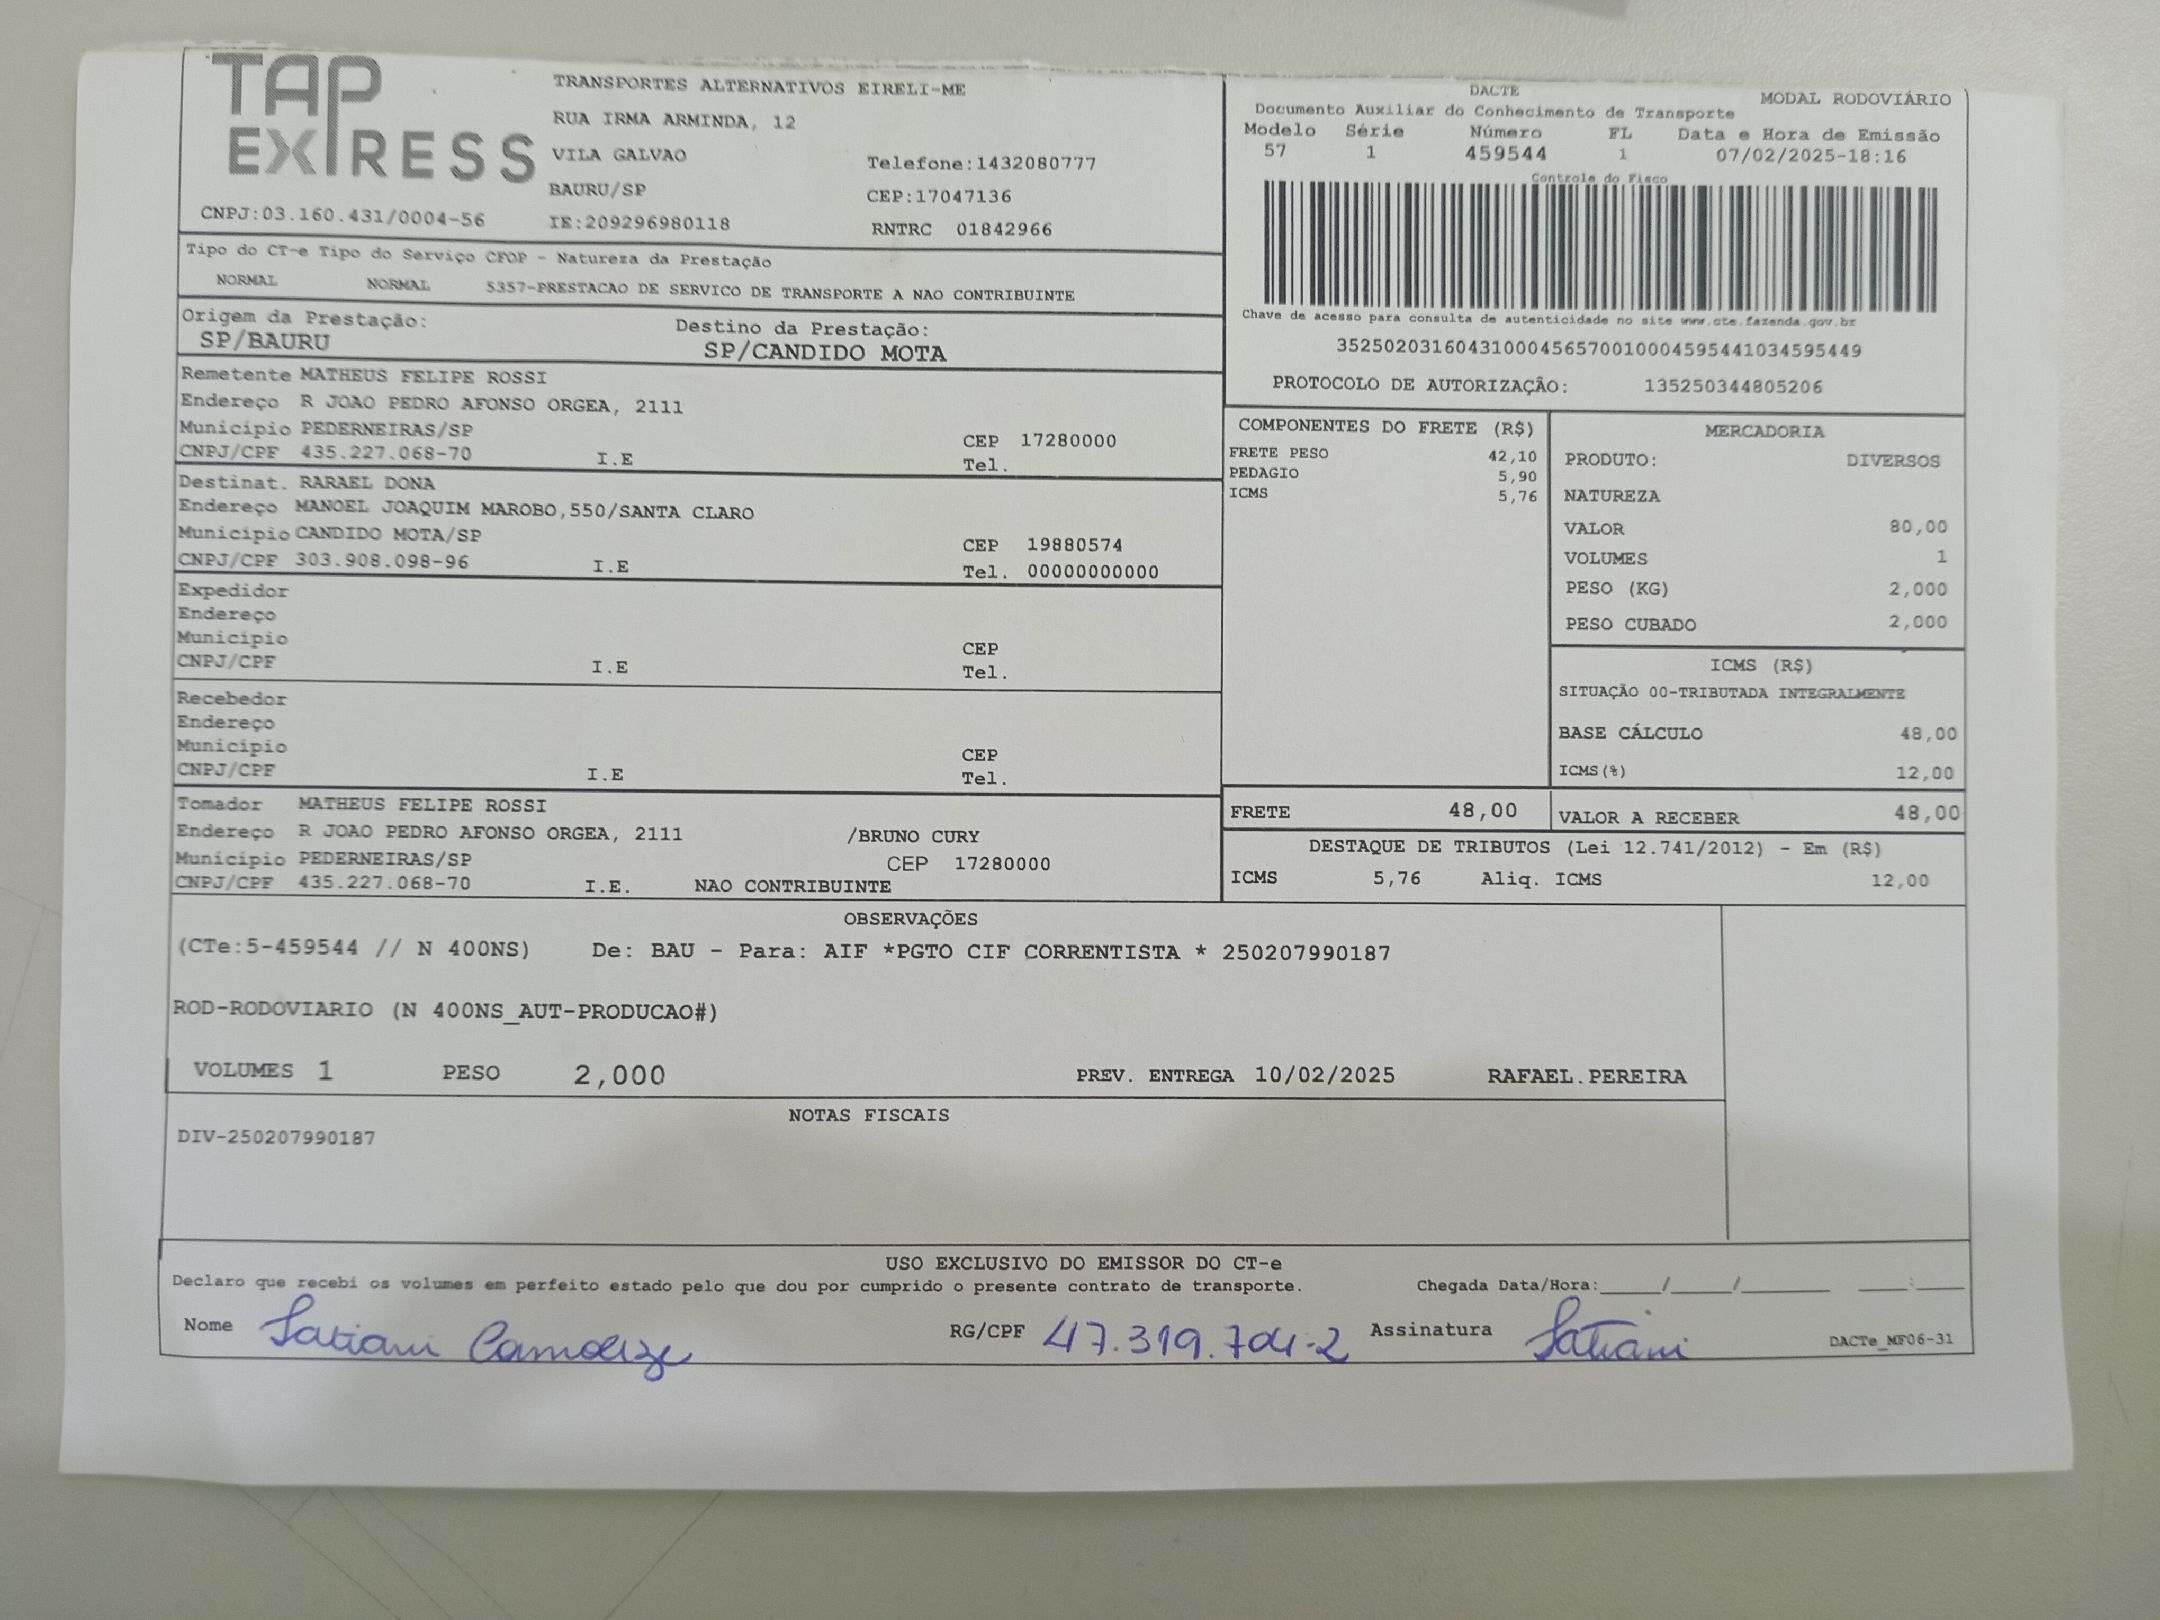 TAP EXPRESS
TRANSPORTES ALTERNATIVOS EIRELI-ME
RUA IRMA ARMINDA, 12
VILA GALVAO Telefone:1432080777
BAURU/SP CEP:17047136
CNPJ:03.160.431/0004-56 IE:209296980118 RNTRC 01842966
DACTE MODAL RODOVIÁRIO
Documento Auxiliar do Conhecimento de Transporte
Modelo Série Número FL Data e Hora de Emissão
57 1 459544 1 07/02/2025-18:16
Controle do Fisco
Chave de acesso para consulta de autenticidade no site www.cte.fazenda.gov.br
35250203160431000456570010004595441034595449
PROTOCOLO DE AUTORIZAÇÃO: 135250344805206
Tipo do CT-e Tipo do Serviço CFOP - Natureza da Prestação
NORMAL NORMAL 5357-PRESTACAO DE SERVICO DE TRANSPORTE A NAO CONTRIBUINTE
Origem da Prestação: Destino da Prestação:
SP/BAURU SP/CANDIDO MOTA
Remetente MATHEUS FELIPE ROSSI
Endereço R JOAO PEDRO AFONSO ORGEA, 2111
Município PEDERNEIRAS/SP CEP 17280000
CNPJ/CPF 435.227.068-70 I.E Tel.
Destinat. RARAEL DONA
Endereço MANOEL JOAQUIM MAROBO,550/SANTA CLARO
Município CANDIDO MOTA/SP CEP 19880574
CNPJ/CPF 303.908.098-96 I.E Tel. 00000000000
Expedidor
Endereço
Município CEP
CNPJ/CPF I.E Tel.
Recebedor
Endereço
Município CEP
CNPJ/CPF I.E Tel.
Tomador MATHEUS FELIPE ROSSI
Endereço R JOAO PEDRO AFONSO ORGEA, 2111 /BRUNO CURY
Município PEDERNEIRAS/SP CEP 17280000
CNPJ/CPF 435.227.068-70 I.E. NAO CONTRIBUINTE
COMPONENTES DO FRETE (R$)
FRETE PESO 42,10
PEDAGIO 5,90
ICMS 5,76
MERCADORIA
PRODUTO: DIVERSOS
NATUREZA
VALOR 80,00
VOLUMES 1
PESO (KG) 2,000
PESO CUBADO 2,000
ICMS (R$)
SITUAÇÃO 00-TRIBUTADA INTEGRALMENTE
BASE CÁLCULO 48,00
ICMS(%) 12,00
FRETE 48,00 VALOR A RECEBER 48,00
DESTAQUE DE TRIBUTOS (Lei 12.741/2012) - Em (R$)
ICMS 5,76 Aliq. ICMS 12,00
OBSERVAÇÕES
(CTe:5-459544 // N 400NS) De: BAU - Para: AIF *PGTO CIF CORRENTISTA * 250207990187
ROD-RODOVIARIO (N 400NS_AUT-PRODUCAO#)
VOLUMES 1 PESO 2,000 PREV. ENTREGA 10/02/2025 RAFAEL.PEREIRA
NOTAS FISCAIS
DIV-250207990187
USO EXCLUSIVO DO EMISSOR DO CT-e
Declaro que recebi os volumes em perfeito estado pelo que dou por cumprido o presente contrato de transporte. Chegada Data/Hora:_____/_____/_______ ____:____
Nome Tatiani RG/CPF 47.319.704-2 Assinatura Tatiani DACTe_MF06-31